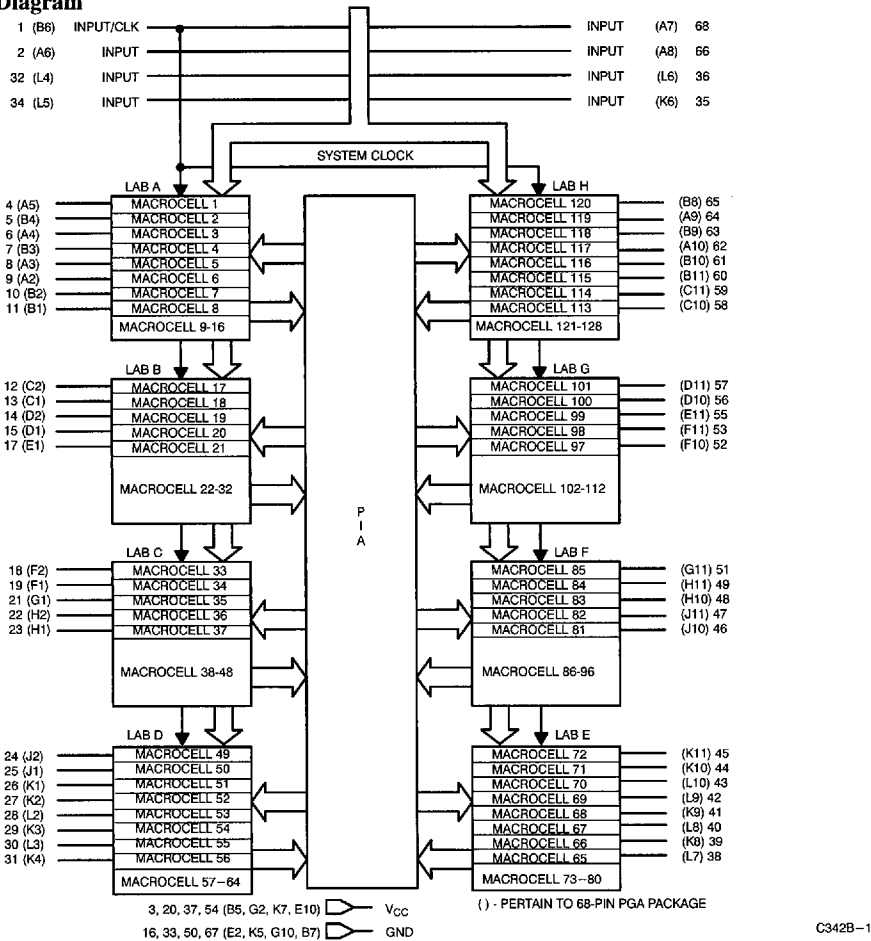 Diagram
1 (B6) INPUT/CLK INPUT (A7) 68
2 (A6) INPUT INPUT (A8) 66
32 (L4) INPUT INPUT (L6) 36
34 (L5) INPUT INPUT (K6) 35
SYSTEM CLOCK
LAB A
4 (A5) MACROCELL 1
5 (B4) MACROCELL 2
6 (A4) MACROCELL 3
7 (B3) MACROCELL 4
8 (A3) MACROCELL 5
9 (A2) MACROCELL 6
10 (B2) MACROCELL 7
11 (B1) MACROCELL 8
MACROCELL 9-16
LAB B
12 (C2) MACROCELL 17
13 (C1) MACROCELL 18
14 (D2) MACROCELL 19
15 (D1) MACROCELL 20
17 (E1) MACROCELL 21
MACROCELL 22-32
LAB C
18 (F2) MACROCELL 33
19 (F1) MACROCELL 34
21 (G1) MACROCELL 35
22 (H2) MACROCELL 36
23 (H1) MACROCELL 37
MACROCELL 38-48
LAB D
24 (J2) MACROCELL 49
25 (J1) MACROCELL 50
26 (K1) MACROCELL 51
27 (K2) MACROCELL 52
28 (L2) MACROCELL 53
29 (K3) MACROCELL 54
30 (L3) MACROCELL 55
31 (K4) MACROCELL 56
MACROCELL 57-64
P
I
A
LAB H
MACROCELL 120 (B8) 65
MACROCELL 119 (A9) 64
MACROCELL 118 (B9) 63
MACROCELL 117 (A10) 62
MACROCELL 116 (B10) 61
MACROCELL 115 (B11) 60
MACROCELL 114 (C11) 59
MACROCELL 113 (C10) 58
MACROCELL 121-128
LAB G
MACROCELL 101 (D11) 57
MACROCELL 100 (D10) 56
MACROCELL 99 (E11) 55
MACROCELL 98 (F11) 53
MACROCELL 97 (F10) 52
MACROCELL 102-112
LAB F
MACROCELL 85 (G11) 51
MACROCELL 84 (H11) 49
MACROCELL 83 (H10) 48
MACROCELL 82 (J11) 47
MACROCELL 81 (J10) 46
MACROCELL 86-96
LAB E
MACROCELL 72 (K11) 45
MACROCELL 71 (K10) 44
MACROCELL 70 (L10) 43
MACROCELL 69 (L9) 42
MACROCELL 68 (K9) 41
MACROCELL 67 (L8) 40
MACROCELL 66 (K8) 39
MACROCELL 65 (L7) 38
MACROCELL 73-80
3, 20, 37, 54 (B5, G2, K7, E10) VCC
16, 33, 50, 67 (E2, K5, G10, B7) GND
( ) - PERTAIN TO 68-PIN PGA PACKAGE
C342B-1